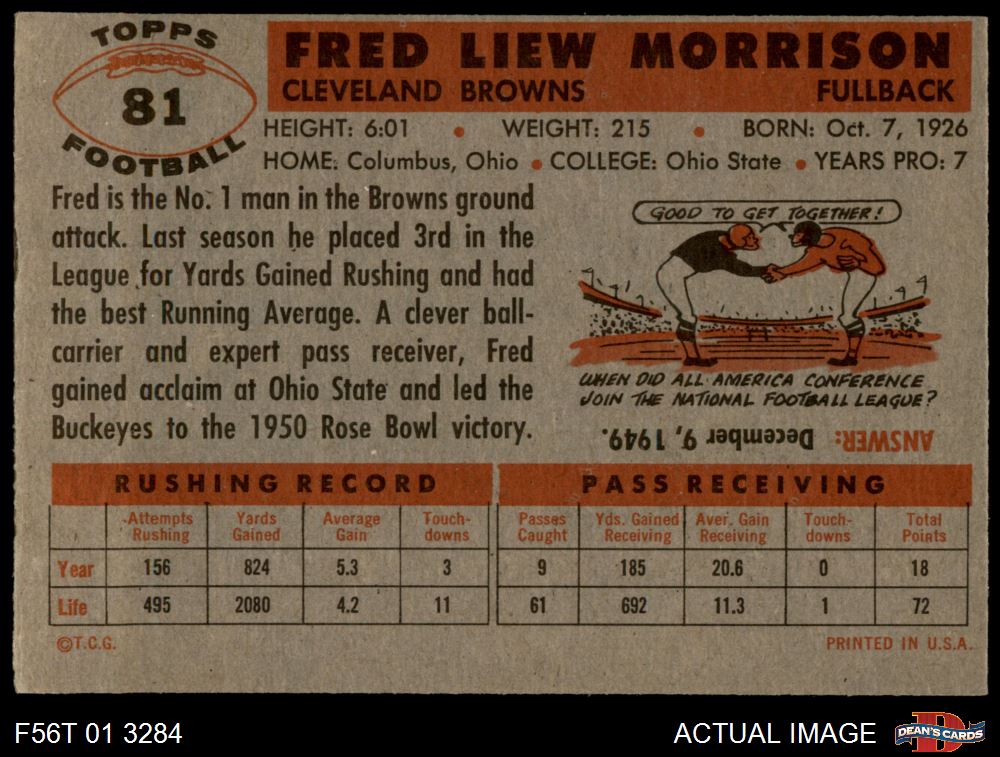 TOPPS
81
FOOTBALL
FRED LIEW MORRISON
CLEVELAND BROWNS FULLBACK
HEIGHT: 6:01 • WEIGHT: 215 • BORN: Oct. 7, 1926
HOME: Columbus, Ohio • COLLEGE: Ohio State • YEARS PRO: 7
Fred is the No. 1 man in the Browns ground
attack. Last season he placed 3rd in the
League for Yards Gained Rushing and had
the best Running Average. A clever ball-
carrier and expert pass receiver, Fred
gained acclaim at Ohio State and led the
Buckeyes to the 1950 Rose Bowl victory.
GOOD TO GET TOGETHER!
WHEN DID ALL-AMERICA CONFERENCE
JOIN THE NATIONAL FOOTBALL LEAGUE?
ANSWER: December 9, 1949.
RUSHING RECORD PASS RECEIVING
Attempts Rushing Yards Gained Average Gain Touch-downs Passes Caught Yds. Gained Receiving Aver. Gain Receiving Touch-downs Total Points
Year 156 824 5.3 3 9 185 20.6 0 18
Life 495 2080 4.2 11 61 692 11.3 1 72
©T.C.G. PRINTED IN U.S.A.
F56T 01 3284 ACTUAL IMAGE DEAN'S CARDS